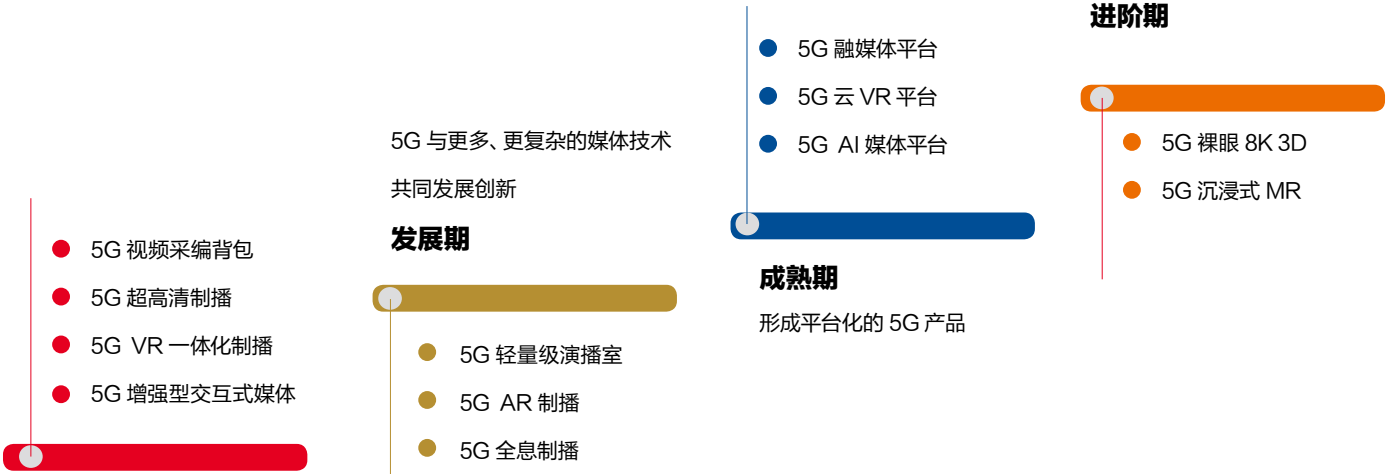 5G 视频采编背包
5G 超高清制播
5G VR 一体化制播
5G 增强型交互式媒体
5G 与更多、更复杂的媒体技术
共同发展创新
发展期
5G 轻量级演播室
5G AR 制播
5G 全息制播
5G 融媒体平台
5G 云 VR 平台
5G AI 媒体平台
成熟期
形成平台化的 5G 产品
进阶期
5G 裸眼 8K 3D
5G 沉浸式 MR